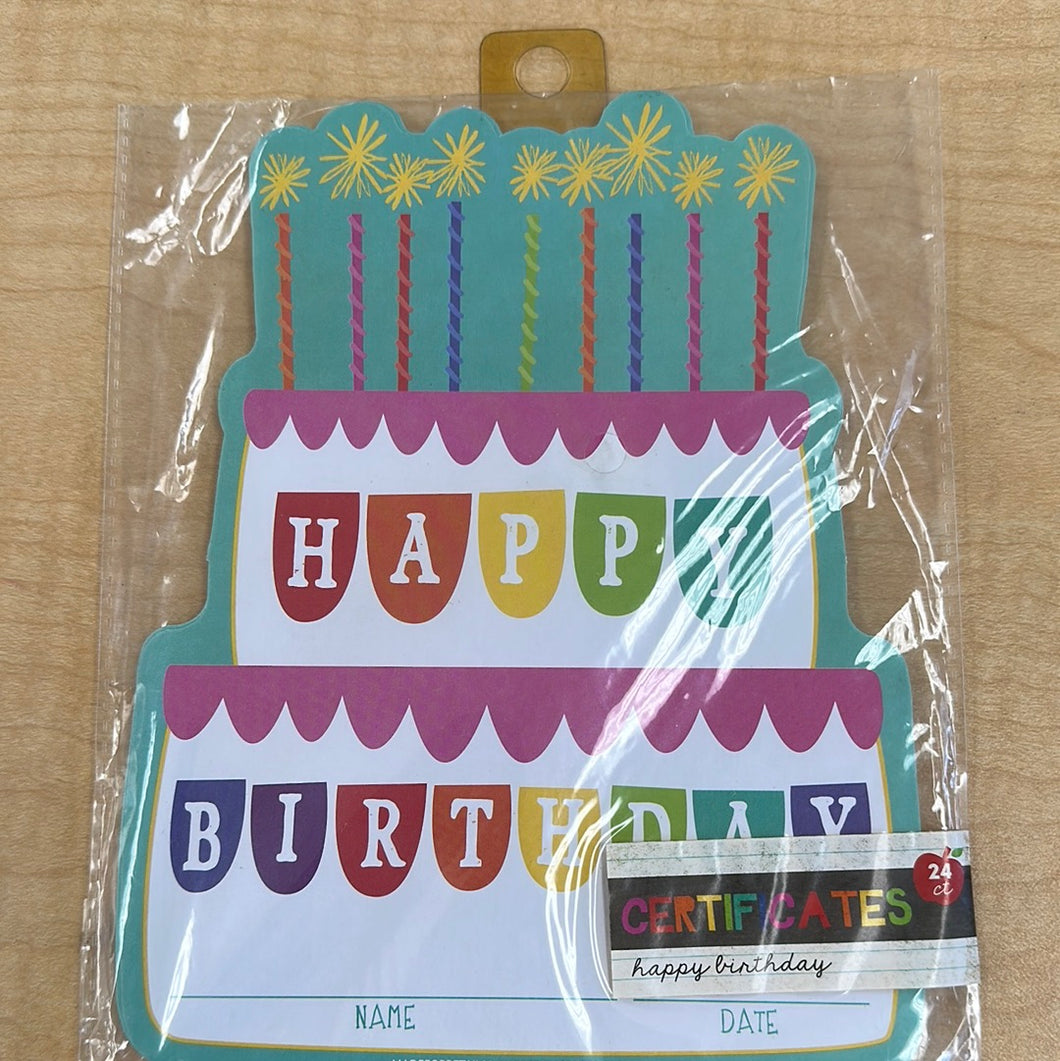 HAPPY
BIRTHDAY
24
ct
CERTIFICATES
happy birthday
NAME
DATE